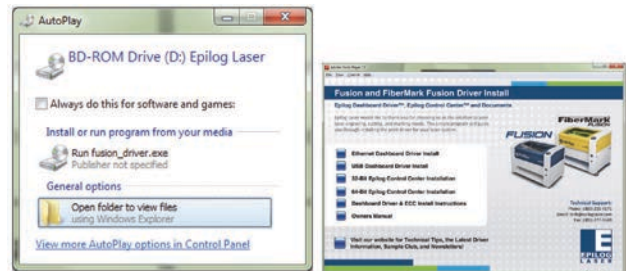 AutoPlay
BD-ROM Drive (D:) Epilog Laser
Always do this for software and games:
Install or run program from your media
Run fusion_driver.exe
Publisher not specified
General options
Open folder to view files
using Windows Explorer
View more AutoPlay options in Control Panel
Fusion and FiberMark Fusion Driver Install
Epilog Dashboard Driver™, Epilog Control Center™ and Documents
FiberMark
FUSION
FUSION
Ethernet Dashboard Driver Install
USB Dashboard Driver Install
32-Bit Epilog Control Center Installation
64-Bit Epilog Control Center Installation
Dashboard Driver & ECC Install Instructions
Owners Manual
Technical Support:
Visit our website for Technical Tips, the Latest Driver
Information, Sample Club, and Newsletters!
EPILOG
LASER